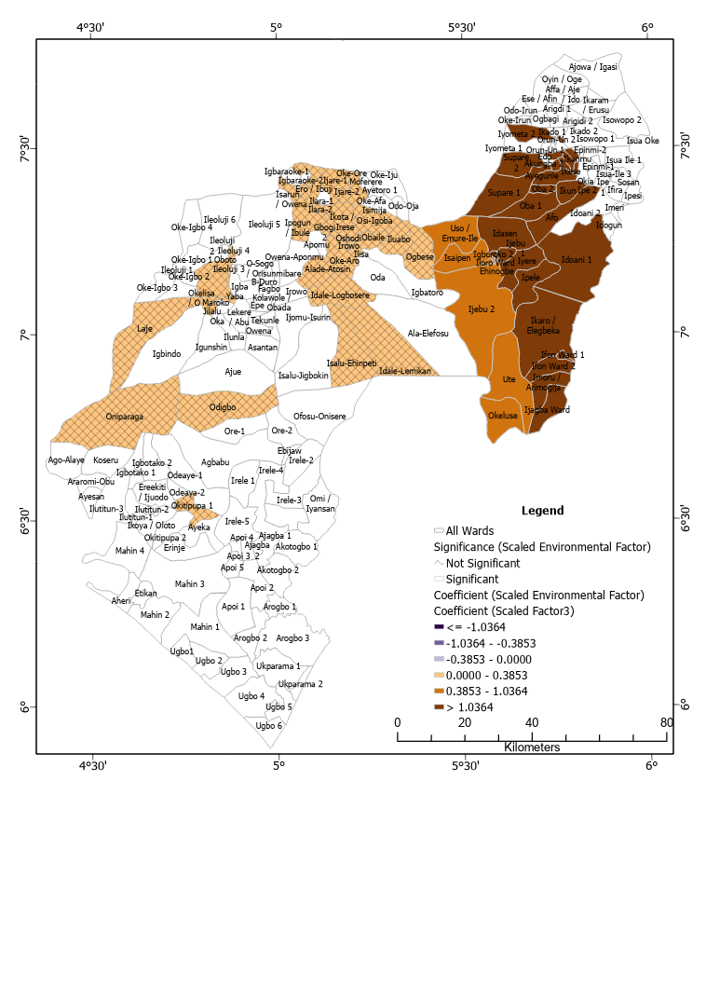 4°30' 5° 5°30' 6°
7°30'
7°
6°30'
6°
7°30'
7°
6°30'
6°
4°30' 5° 5°30' 6°
Ajowa / Igasi
Oyin / Oge
Affa / Aje
Ese / Afin / Ido Ikaram
Arigdi 1 / Erusu
Odo-Irun
Oke-Irun Ogbagi Arigidi 2 Isowopo 2
Iyometa 2 Ikado 1 Ikado 2
Orun-Un 2 Isowopo 1 Isua Oke
Iyometa 1 Orun-Un 1 Epinmi-2
Supare 2 Edo Ikanmu Isua Ile 1
Akungba Epinmi-1
Ayegunle Ikese Isua-Ile 3
Okia Ipe Sosan
Supare 1 Oba 2 Ikun Ipe 2 1 Ifira Ipesi
Oba 1 Imeri
Afo Idoani 2
Idogun
Igbaraoke-1 Oke-Ore Oke-Iju
Igbaraoke-2 Ijare-1 Moferere
Ero / Ibuji Ijare-2 Ayetoro 1
Isarun / Owena Ilara-1 Oke-Afa Odo-Oja
Ilara-2 Isimija
Ikota / Osi-Igoba
Ileoluji 6 Ileoluji 5 Ipogun / Ibule Gbogi Irese
Oke-Igbo 4
2 Oshodi Obaile Iluabo
Uso / Emure-Ile
Idasen
Ijebu
Ileoluji 2 Ileoluji 4 Apomu Irowo Ilisa
Oke-Igbo 1 Oboto Owena-Aponmu Oke-Aro Ogbese Isaipen Ijoboroko 2 1
Iloro Ward Iyere Idoani 1
Ileoluji 1 Ileoluji 3 O-Sogo / Orisunmibare Alade-Atosin
Ehinogbe
Oke-Igbo 2 B-Duro Oda Ipele
Oke-Igbo 3 Igba Fagbo
Okelisa / O Maroko Yaba Kolawole / Irowo Idale-Logbosere Igbatoro
Epe Obada Ijebu 2
Jilalu Lekere Ijomu-Isurin
Oka / Abu Tekunle
Laje Owena Ala-Elefosu Ikaro / Elegbeka
Ilunla
Igbindo Igunshin Asantan
Ifon Ward 1
Ajue Isalu-Ehinpeti
Isalu-Jigbokin Idale-Lemikan Ifon Ward 2
Ute Imoru / Arimogija
Oniparaga Odigbo Ofosu-Onisere Okeluse Ijagba Ward
Ore-1 Ore-2
Ebijaw
Ago-Alaye Koseru Igbotako 2 Agbabu Irele-2
Igbotako 1 Odeaye-1 Irele-4
Araromi-Obu Irele 1
Ereekiti / Ijuodo Odeaya-2
Ayesan Irele-3 Omi / Iyansan
Ilutitun-3 Ilutitun-2 Okitipupa 1
Ilutitun-1 Irele-5
Ikoya / Oloto Ayeka
Okitipupa 2 Apoi 4 Ajagba 1
Ajagba 2
Mahin 4 Erinje Akotogbo 1
Apoi 3
Apoi 5 Akotogbo 2
Mahin 3 Apoi 2
Etikan
Aheri Apoi 1 Arogbo 1
Mahin 2
Mahin 1 Arogbo 2 Arogbo 3
Ugbo1
Ugbo 2
Ugbo 3 Ukparama 1
Ukparama 2
Ugbo 4
Ugbo 5
Ugbo 6
Legend
All Wards
Significance (Scaled Environmental Factor)
Not Significant
Significant
Coefficient (Scaled Environmental Factor)
Coefficient (Scaled Factor3)
<= -1.0364
-1.0364 - -0.3853
-0.3853 - 0.0000
0.0000 - 0.3853
0.3853 - 1.0364
> 1.0364
0 20 40 80
Kilometers